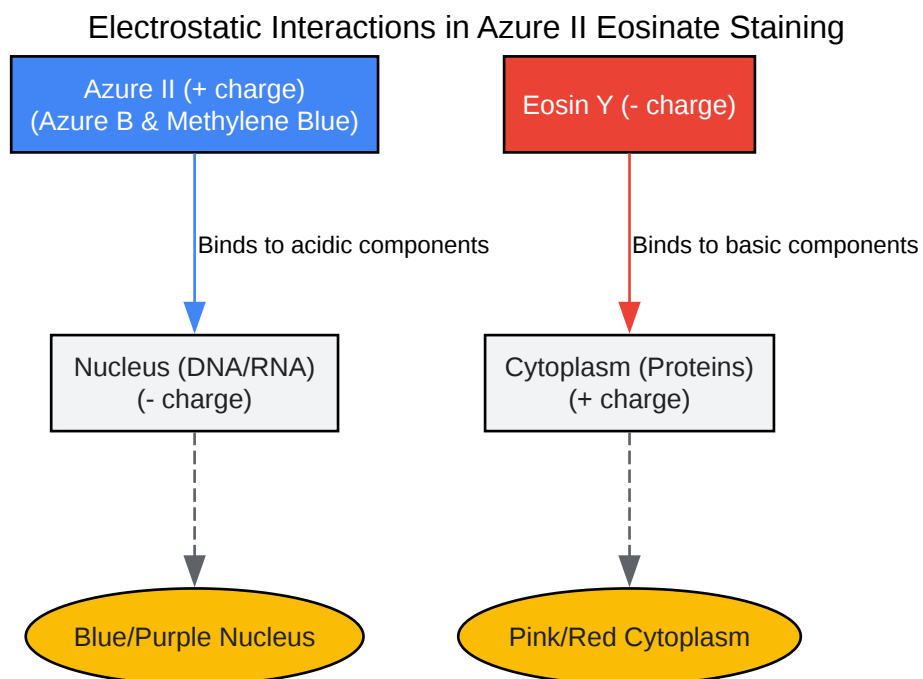 Electrostatic Interactions in Azure II Eosinate Staining
Azure II (+ charge)
(Azure B & Methylene Blue)
Eosin Y (- charge)
Binds to acidic components
Binds to basic components
Nucleus (DNA/RNA)
(- charge)
Cytoplasm (Proteins)
(+ charge)
Blue/Purple Nucleus
Pink/Red Cytoplasm